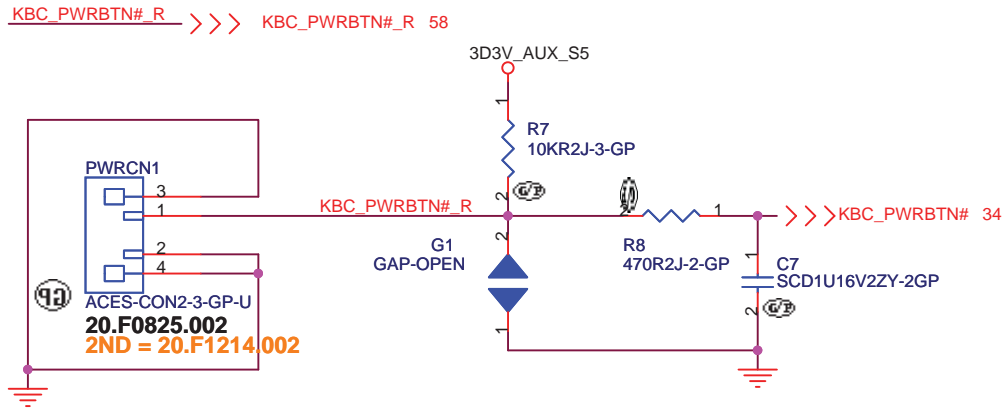 KBC_PWRBTN#_R
KBC_PWRBTN#_R 58
3D3V_AUX_S5
1
R7
10KR2J-3-GP
2
G/P
PWRCN1
3
1
2
4
KBC_PWRBTN#_R
2
1
KBC_PWRBTN# 34
G1
GAP-OPEN
2
1
R8
470R2J-2-GP
1
C7
SCD1U16V2ZY-2GP
2
G/P
GP
ACES-CON2-3-GP-U
20.F0825.002
2ND = 20.F1214.002